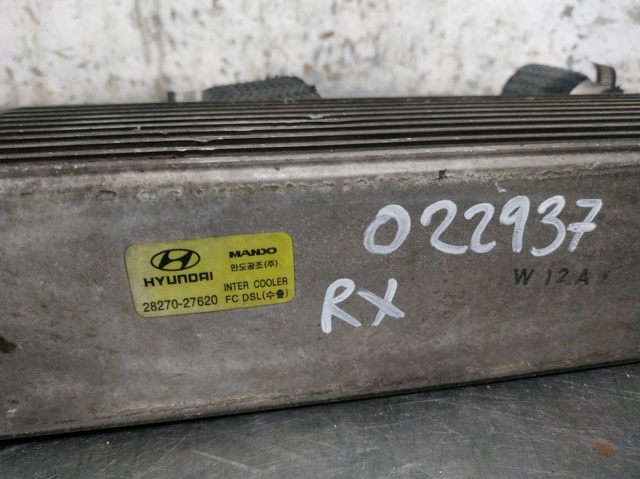 HYUNDAI
MANDO
만도공조(주)
28270-27620
INTER COOLER
FC DSL(수출)
022937
RX
W 12 A